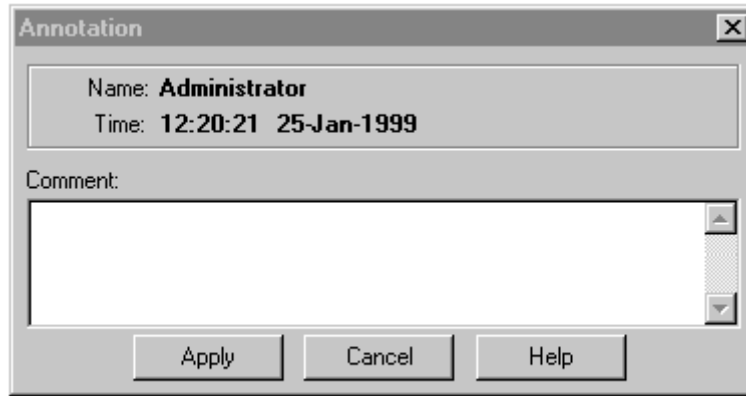 Annotation
Name: Administrator
Time: 12:20:21 25-Jan-1999
Comment:
Apply Cancel Help